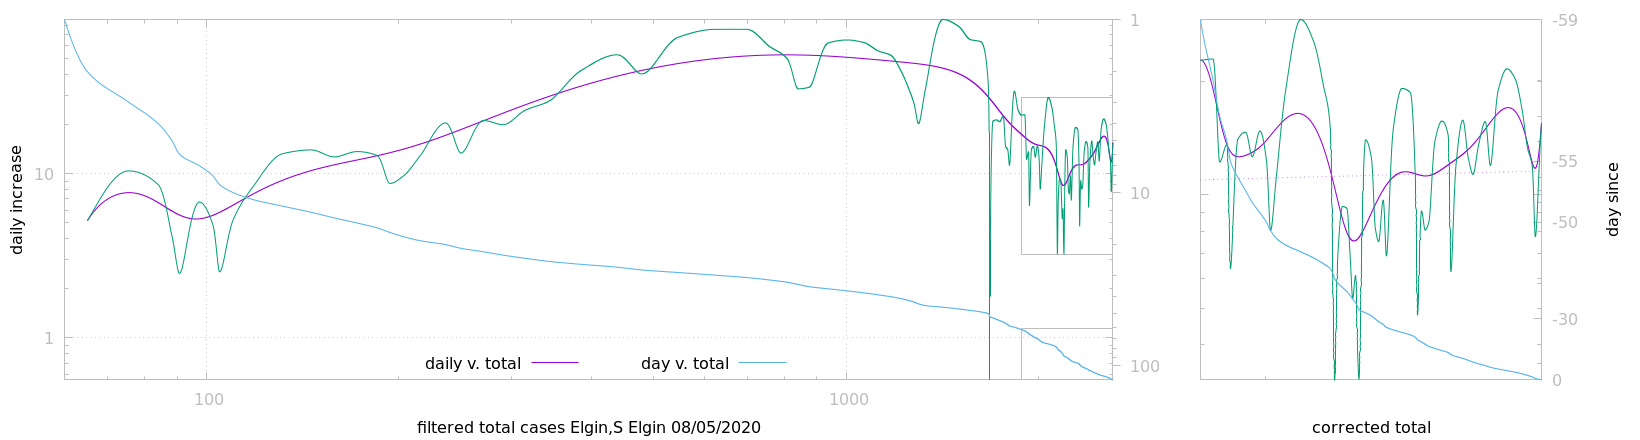 1
-59
10
1
10
100
-55
-50
-30
0
daily increase
day since
daily v. total
day v. total
100
1000
filtered total cases Elgin,S Elgin 08/05/2020
corrected total